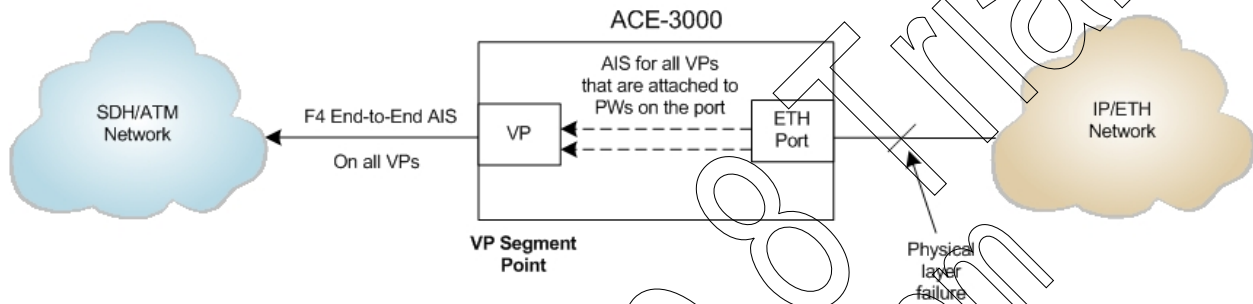 ACE-3000
SDH/ATM
Network
F4 End-to-End AIS
On all VPs
VP
AIS for all VPs
that are attached to
PWs on the port
ETH
Port
IP/ETH
Network
VP Segment
Point
Physical
layer
failure